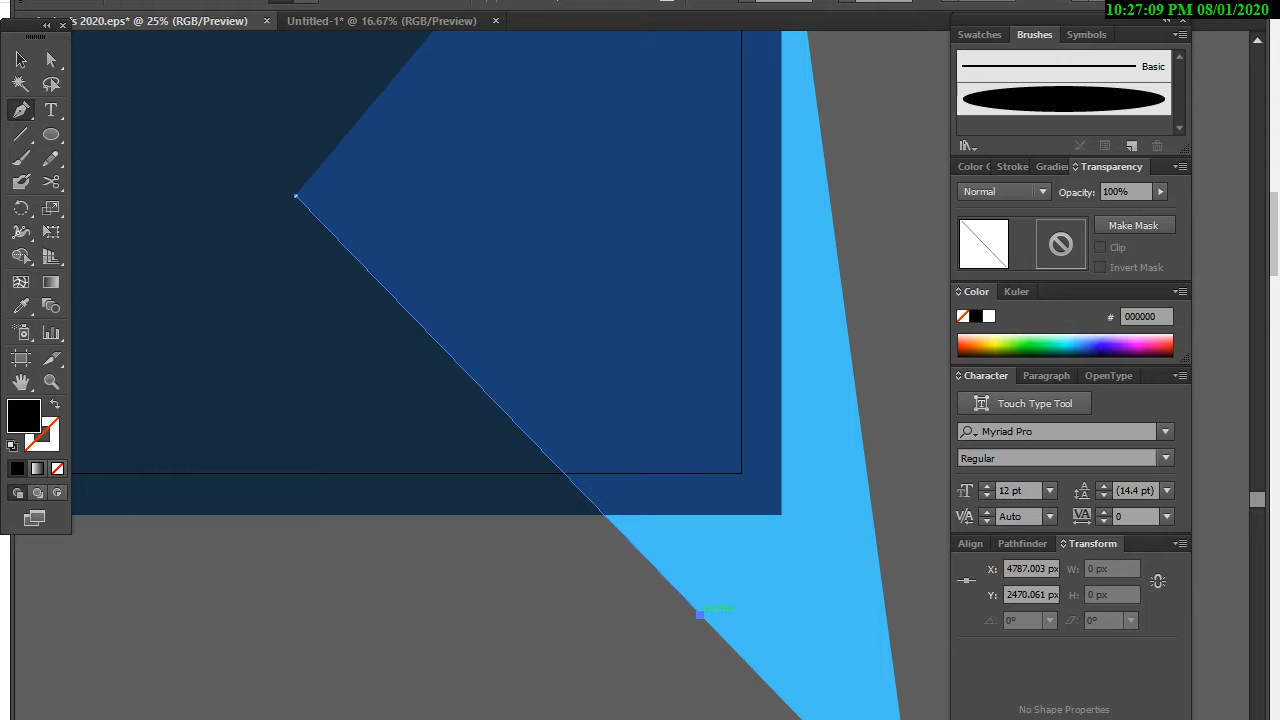 10:27:09 PM 08/01/2020
S 2020.eps* @ 25% (RGB/Preview)
Untitled-1* @ 16.67% (RGB/Preview)
Swatches
Brushes
Symbols
Basic
Color
Stroke
Gradie
Transparency
Normal
Opacity:
100%
Make Mask
Clip
Invert Mask
Color
Kuler
# 000000
Character
Paragraph
OpenType
Touch Type Tool
Myriad Pro
Regular
12 pt
(14.4 pt)
Auto
0
Align
Pathfinder
Transform
X: 4787.003 px
W: 0 px
Y: 2470.061 px
H: 0 px
0°
0°
No Shape Properties